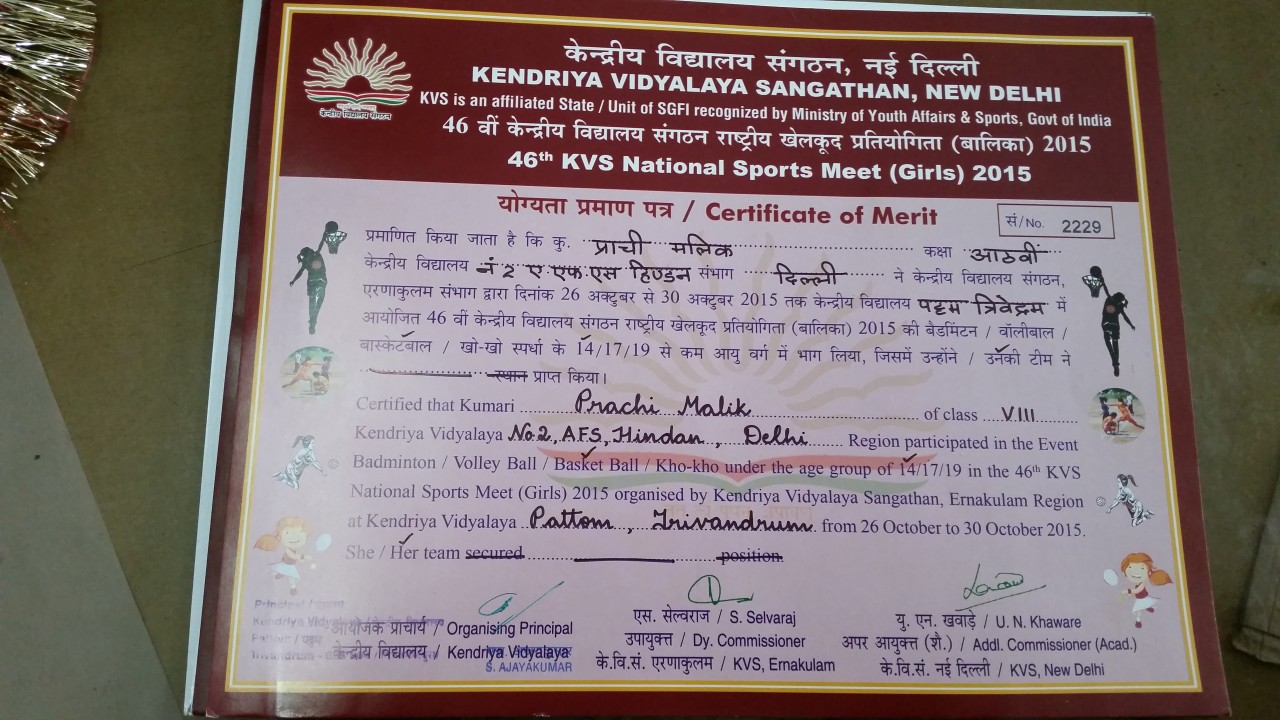 केन्द्रीय विद्यालय संगठन, नई दिल्ली
KENDRIYA VIDYALAYA SANGATHAN, NEW DELHI
KVS is an affiliated State / Unit of SGFI recognized by Ministry of Youth Affairs & Sports, Govt of India
46 वीं केन्द्रीय विद्यालय संगठन राष्ट्रीय खेलकूद प्रतियोगिता (बालिका) 2015
46th KVS National Sports Meet (Girls) 2015
केन्द्रीय विद्यालय संगठन
योग्यता प्रमाण पत्र / Certificate of Merit
सं/No. 2229
प्रमाणित किया जाता है कि कु. प्राची मलिक कक्षा आठवीं
केन्द्रीय विद्यालय नं 2 ए एफ एस हिण्डन संभाग दिल्ली ने केन्द्रीय विद्यालय संगठन,
एरणाकुलम संभाग द्वारा दिनांक 26 अक्टुबर से 30 अक्टुबर 2015 तक केन्द्रीय विद्यालय पट्टम त्रिवेंद्रम में
आयोजित 46 वीं केन्द्रीय विद्यालय संगठन राष्ट्रीय खेलकूद प्रतियोगिता (बालिका) 2015 की बैडमिंटन / वॉलीबाल /
बास्केटबाल / खो-खो स्पर्धा के 14/17/19 से कम आयु वर्ग में भाग लिया, जिसमें उन्होंने / उनकी टीम ने
स्थान प्राप्त किया।
Certified that Kumari Prachi Malik of class VIII
Kendriya Vidyalaya No.2, AFS, Hindan, Delhi Region participated in the Event
Badminton / Volley Ball / Basket Ball / Kho-kho under the age group of 14/17/19 in the 46th KVS
National Sports Meet (Girls) 2015 organised by Kendriya Vidyalaya Sangathan, Ernakulam Region
at Kendriya Vidyalaya Pattom, Trivandrum from 26 October to 30 October 2015.
She / Her team secured position.
आयोजक प्राचार्य / Organising Principal
केन्द्रीय विद्यालय / Kendriya Vidyalaya
S. AJAYAKUMAR
एस. सेल्वराज / S. Selvaraj
उपायुक्त / Dy. Commissioner
के.वि.सं. एरणाकुलम / KVS, Ernakulam
यु. एन. खवाड़े / U. N. Khaware
अपर आयुक्त (शै.) / Addl. Commissioner (Acad.)
के.वि.सं. नई दिल्ली / KVS, New Delhi